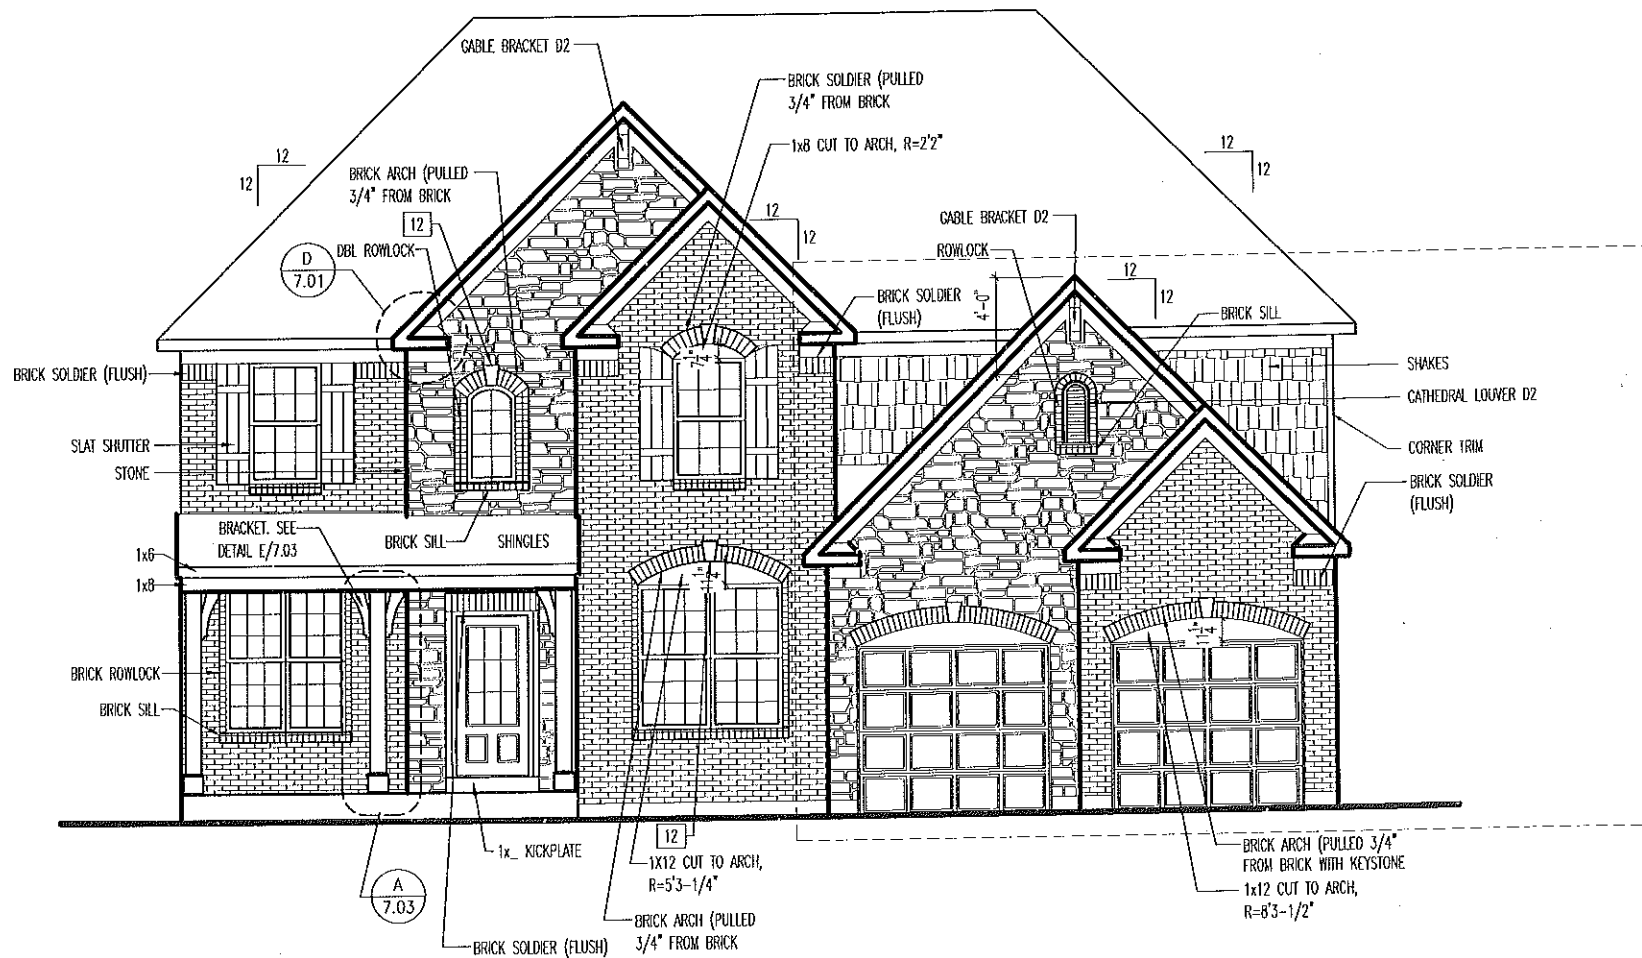 GABLE BRACKET D2
BRICK SOLDIER (PULLED
3/4" FROM BRICK
1x8 CUT TO ARCH, R=2'2"
12
12
12
12
BRICK ARCH (PULLED
3/4" FROM BRICK
12
DBL ROWLOCK
D
7.01
12
12
GABLE BRACKET D2
ROWLOCK
4'-0"
12
12
BRICK SOLDIER
(FLUSH)
BRICK SILL
7 1/4"
BRICK SOLDIER (FLUSH)
SHAKES
CATHEDRAL LOUVER D2
SLAT SHUTTER
STONE
CORNER TRIM
BRICK SOLDIER
(FLUSH)
BRICK SILL
SHINGLES
BRACKET. SEE
DETAIL E/7.03
1x6
1x8
11 1/4"
BRICK ROWLOCK
BRICK SILL
1x_ KICKPLATE
A
7.03
BRICK SOLDIER (FLUSH)
12
1X12 CUT TO ARCH,
R=5'3-1/4"
BRICK ARCH (PULLED
3/4" FROM BRICK
BRICK ARCH (PULLED 3/4"
FROM BRICK WITH KEYSTONE
1x12 CUT TO ARCH,
R=8'3-1/2"